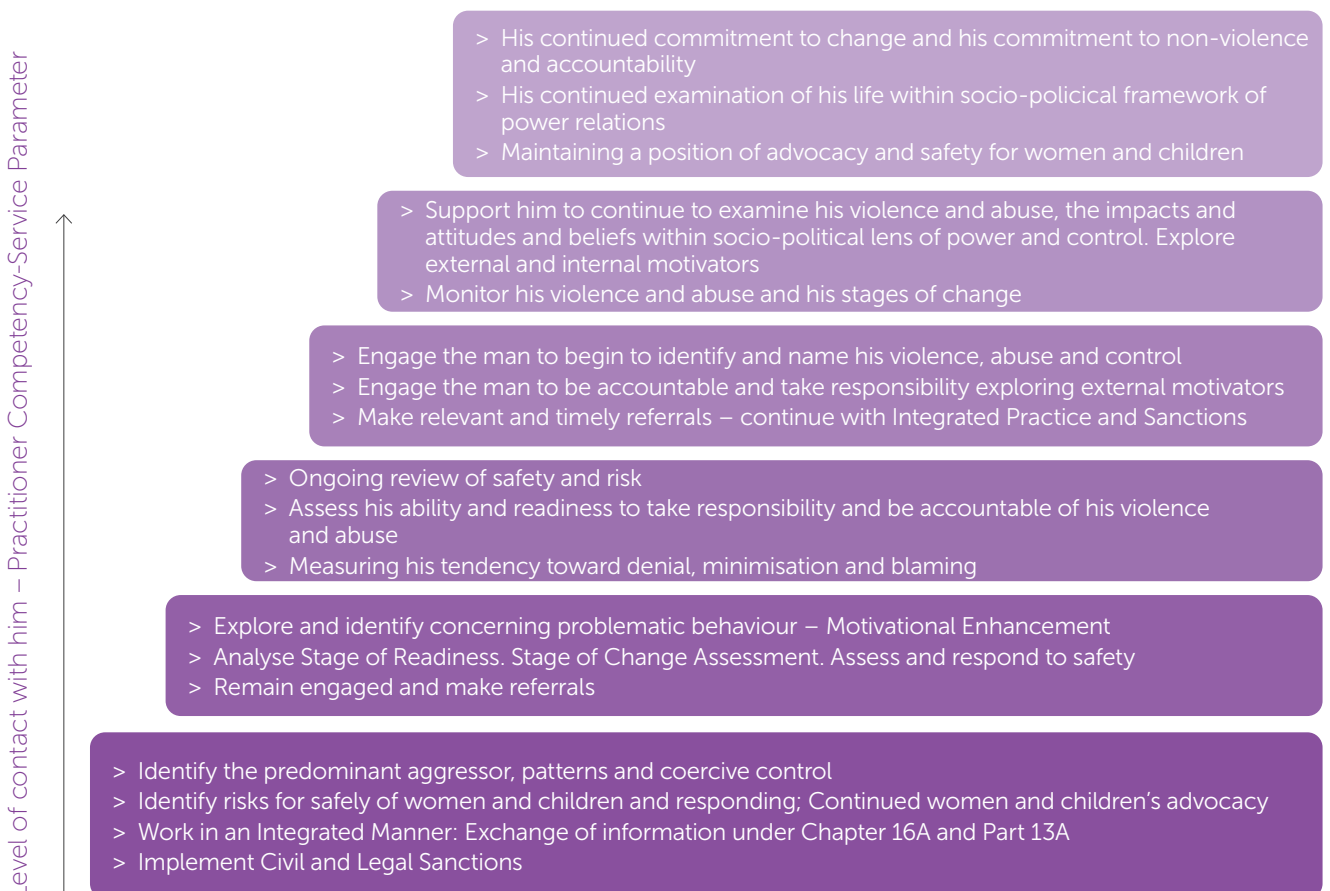 > His continued commitment to change and his commitment to non-violence
and accountability
> His continued examination of his life within socio-policical framework of
power relations
> Maintaining a position of advocacy and safety for women and children
> Support him to continue to examine his violence and abuse, the impacts and
attitudes and beliefs within socio-political lens of power and control. Explore
external and internal motivators
> Monitor his violence and abuse and his stages of change
> Engage the man to begin to identify and name his violence, abuse and control
> Engage the man to be accountable and take responsibility exploring external motivators
> Make relevant and timely referrals – continue with Integrated Practice and Sanctions
> Ongoing review of safety and risk
> Assess his ability and readiness to take responsibility and be accountable of his violence
and abuse
> Measuring his tendency toward denial, minimisation and blaming
> Explore and identify concerning problematic behaviour – Motivational Enhancement
> Analyse Stage of Readiness. Stage of Change Assessment. Assess and respond to safety
> Remain engaged and make referrals
> Identify the predominant aggressor, patterns and coercive control
> Identify risks for safely of women and children and responding; Continued women and children’s advocacy
> Work in an Integrated Manner: Exchange of information under Chapter 16A and Part 13A
> Implement Civil and Legal Sanctions
Level of contact with him – Practitioner Competency-Service Parameter